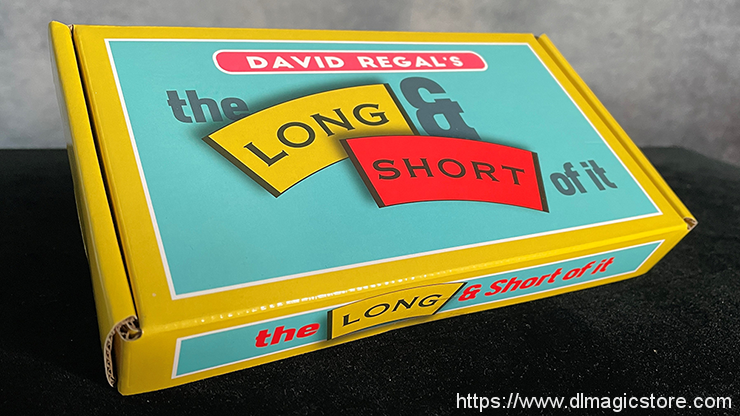 DAVID REGAL'S
the LONG &
SHORT of it
the LONG & Short of it
https://www.dlmagicstore.com